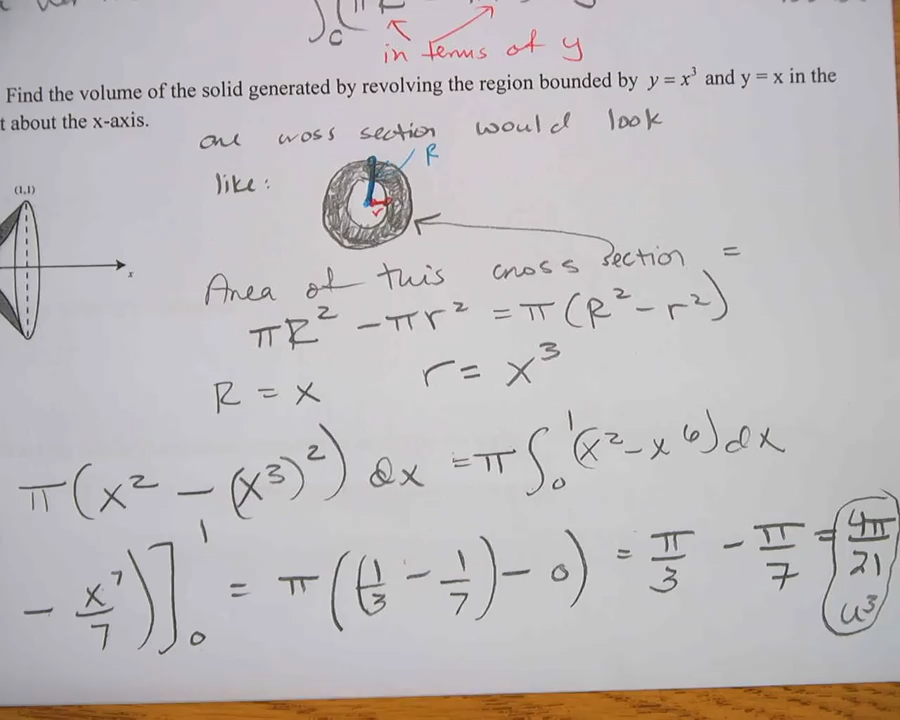 in terms of y
Find the volume of the solid generated by revolving the region bounded by y = x³ and y = x in the
t about the x-axis.
one cross section would look
like:
R
r
(1,1)
x
Area of this cross section =
πR² - πr² = π(R² - r²)
R = x r = x³
π(x² - (x³)²) dx = π∫₀¹(x² - x⁶)dx
- x⁷/7)]₀¹ = π((1/3 - 1/7) - 0) = π/3 - π/7 = 4π/21
u³